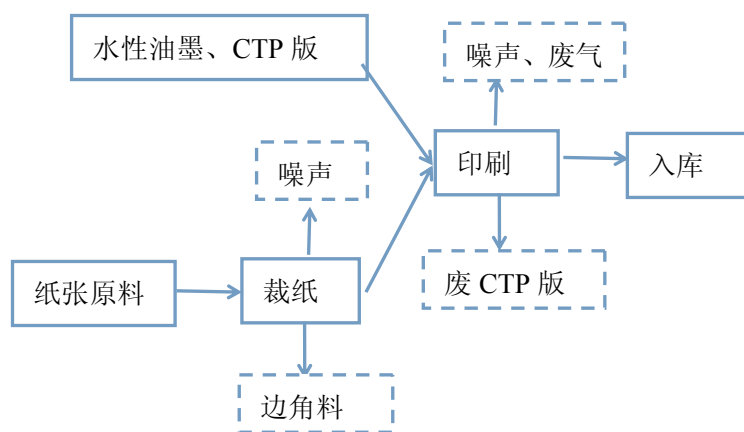 水性油墨、CTP 版
噪声、废气
噪声
印刷
入库
纸张原料
裁纸
废 CTP 版
边角料